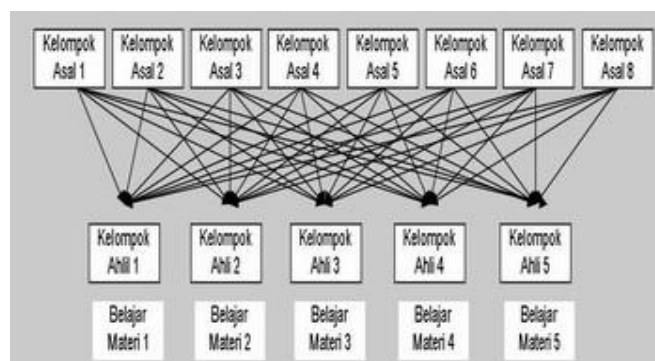 Kelompok
Asal 1
Kelompok
Asal 2
Kelompok
Asal 3
Kelompok
Asal 4
Kelompok
Asal 5
Kelompok
Asal 6
Kelompok
Asal 7
Kelompok
Asal 8
Kelompok
Ahlil 1
Kelompok
Ahli 2
Kelompok
Ahli 3
Kelompok
Ahli 4
Kelompok
Ahli 5
Belajar
Materi 1
Belajar
Materi 2
Belajar
Materi 3
Belajar
Materi 4
Belajar
Materi 5